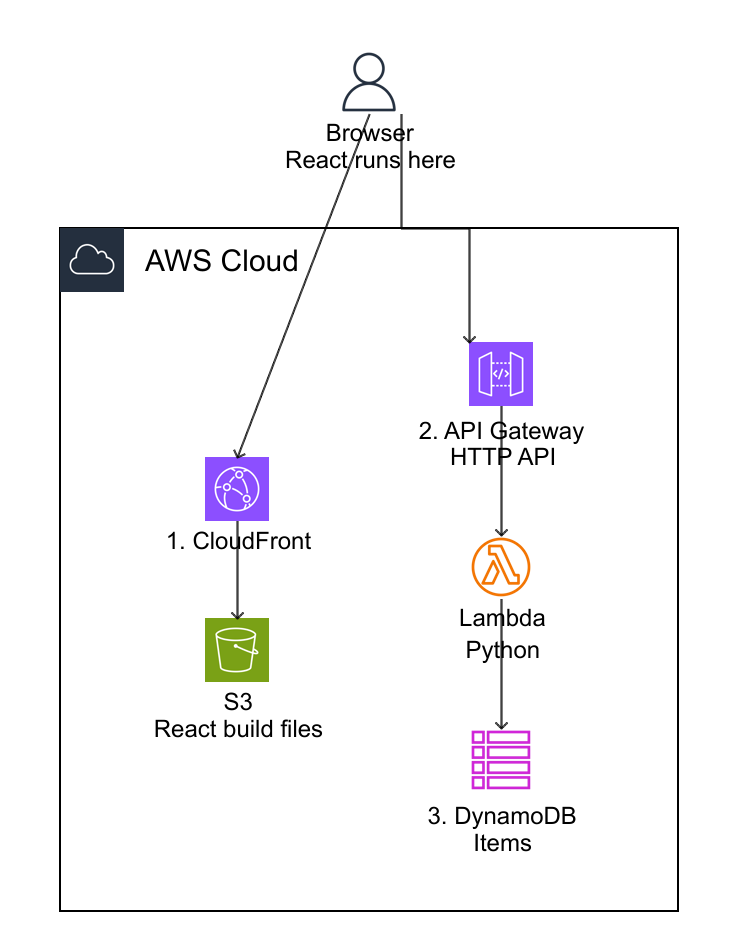 Browser
React runs here
AWS Cloud
2. API Gateway
HTTP API
1. CloudFront
Lambda
Python
S3
React build files
3. DynamoDB
Items